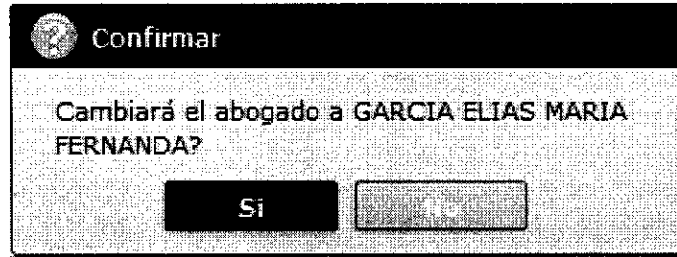 Confirmar
Cambiará el abogado a GARCIA ELIAS MARIA
FERNANDA?
Si